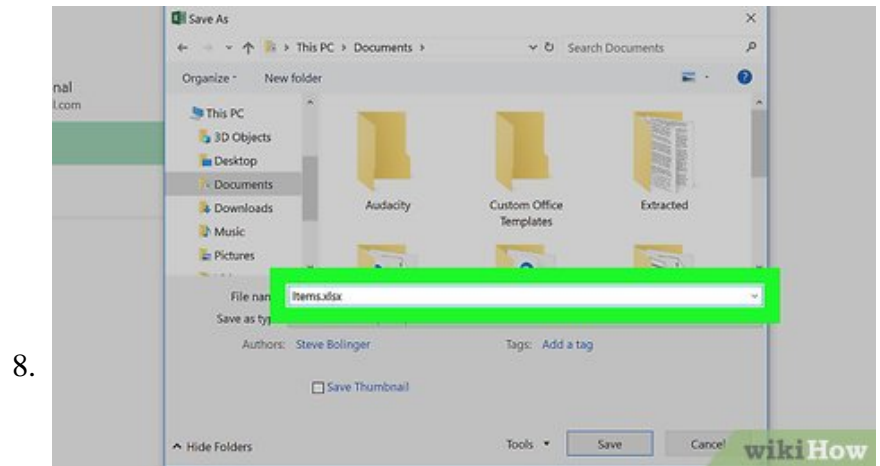 Save As
This PC > Documents >
Search Documents
Organize
New folder
nal
l.com
This PC
3D Objects
Desktop
Documents
Downloads
Music
Pictures
Audacity
Custom Office
Templates
Extracted
File nam
Items.xlsx
Save as typ
Authors: Steve Bolinger
Tags: Add a tag
8.
Save Thumbnail
Hide Folders
Tools
Save
Cancel
wikiHow